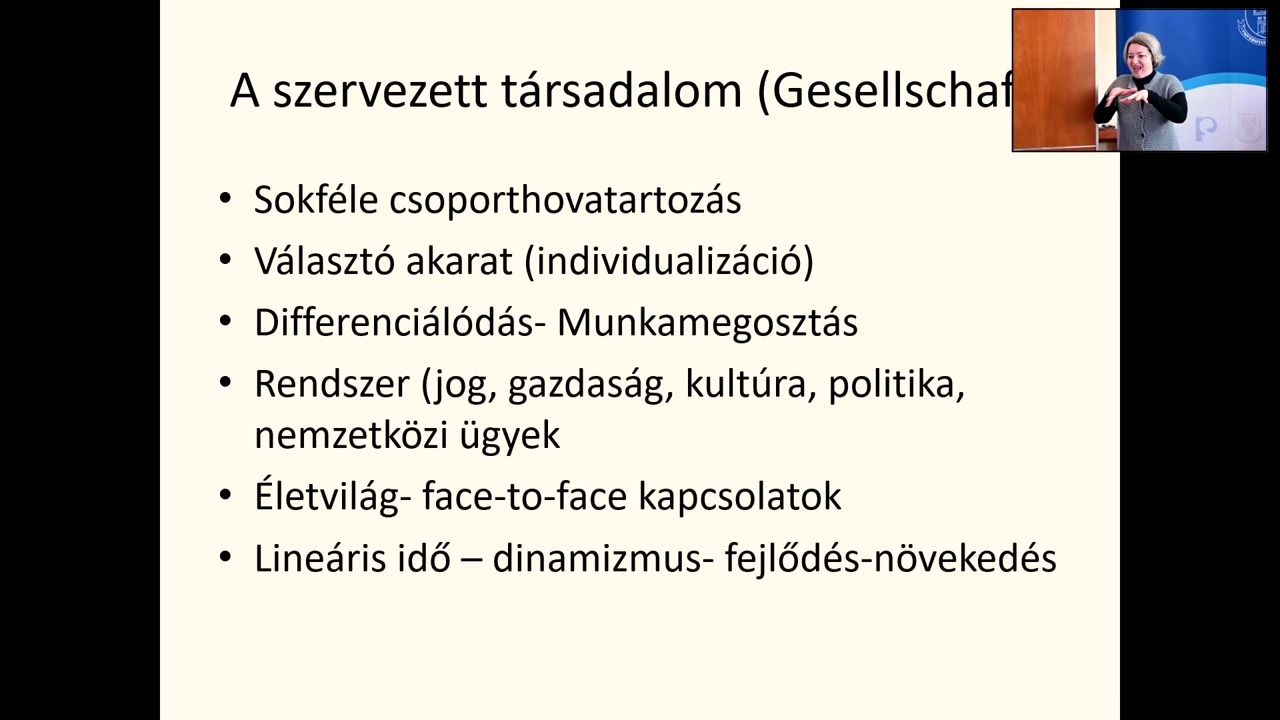 A szervezett társadalom (Gesellschaf
• Sokféle csoporthovatartozás
• Választó akarat (individualizáció)
• Differenciálódás- Munkamegosztás
• Rendszer (jog, gazdaság, kultúra, politika,
nemzetközi ügyek
• Életvilág- face-to-face kapcsolatok
• Lineáris idő – dinamizmus- fejlődés-növekedés